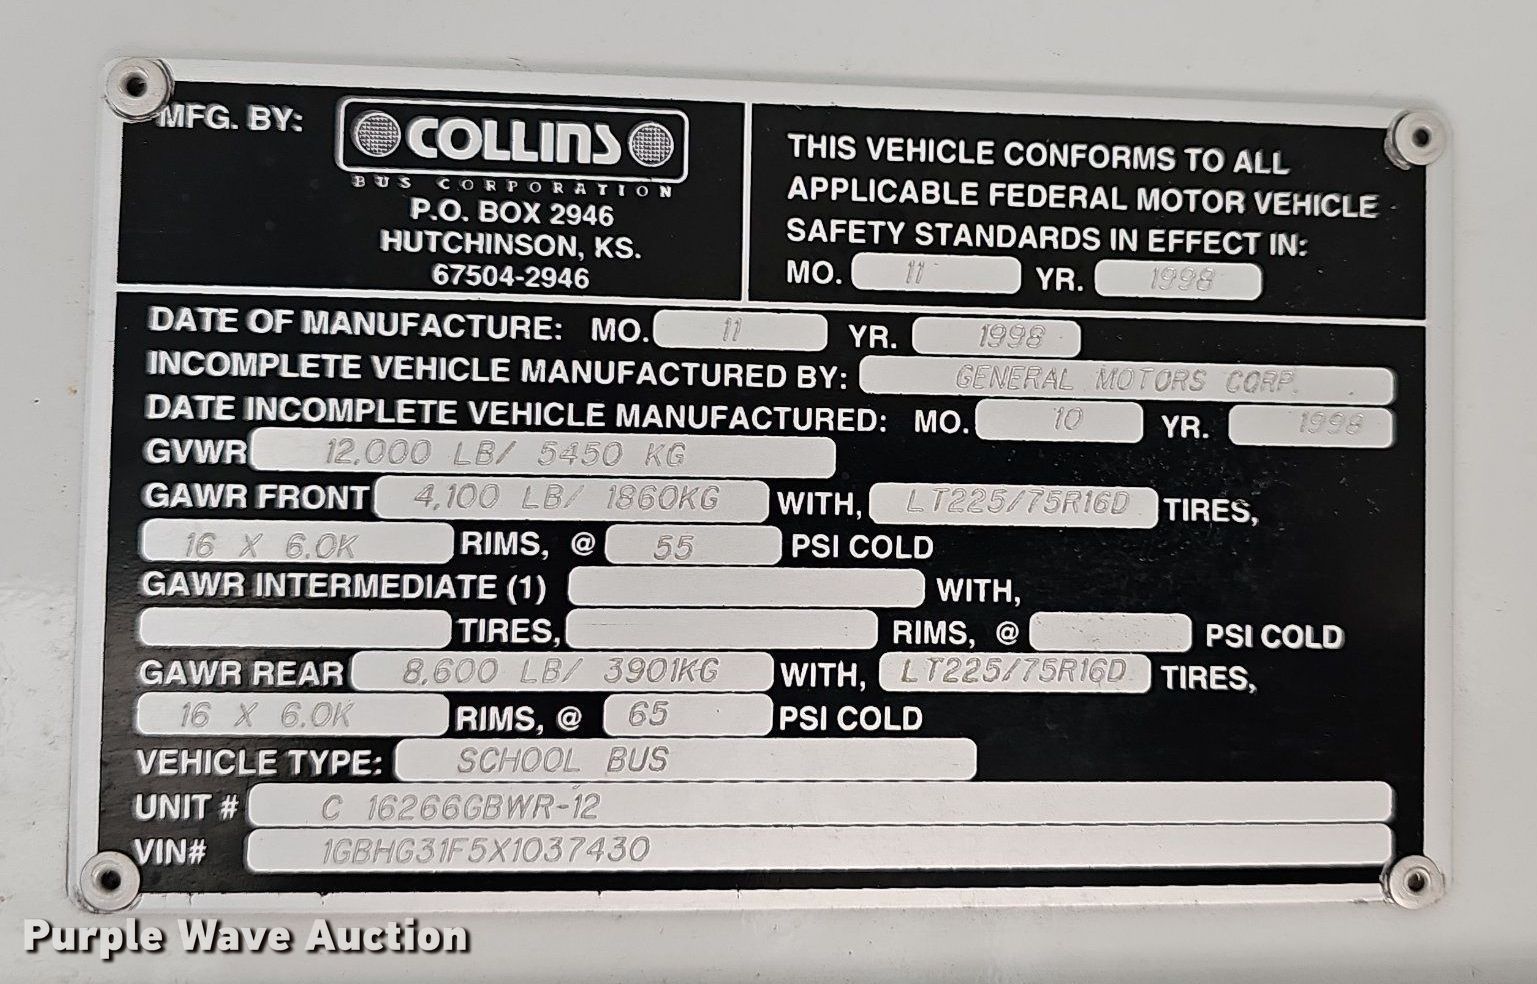 MFG. BY:
COLLINS
BUS CORPORATION
P.O. BOX 2946
HUTCHINSON, KS.
67504-2946
THIS VEHICLE CONFORMS TO ALL
APPLICABLE FEDERAL MOTOR VEHICLE
SAFETY STANDARDS IN EFFECT IN:
MO. 11 YR. 1998
DATE OF MANUFACTURE: MO. 11 YR. 1998
INCOMPLETE VEHICLE MANUFACTURED BY: GENERAL MOTORS CORP.
DATE INCOMPLETE VEHICLE MANUFACTURED: MO. 10 YR. 1998
GVWR 12,000 LB/ 5450 KG
GAWR FRONT 4,100 LB/ 1860KG WITH, LT225/75R16D TIRES,
16 X 6.0K RIMS, @ 55 PSI COLD
GAWR INTERMEDIATE (1) WITH,
TIRES, RIMS, @ PSI COLD
GAWR REAR 8,600 LB/ 3901KG WITH, LT225/75R16D TIRES,
16 X 6.0K RIMS, @ 65 PSI COLD
VEHICLE TYPE: SCHOOL BUS
UNIT # C 16266GBWR-12
VIN# 1GBHG31F5X1037430
Purple Wave Auction